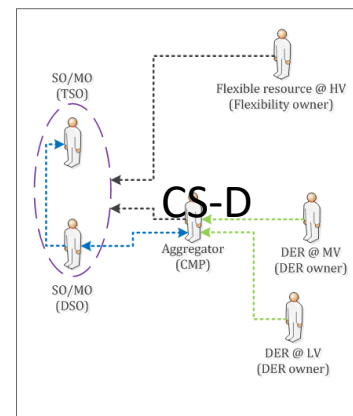 SO/MO
(TSO)
Flexible resource @ HV
(Flexibility owner)
CS-D
Aggregator
(CMP)
DER @ MV
(DER owner)
SO/MO
(DSO)
DER @ LV
(DER owner)